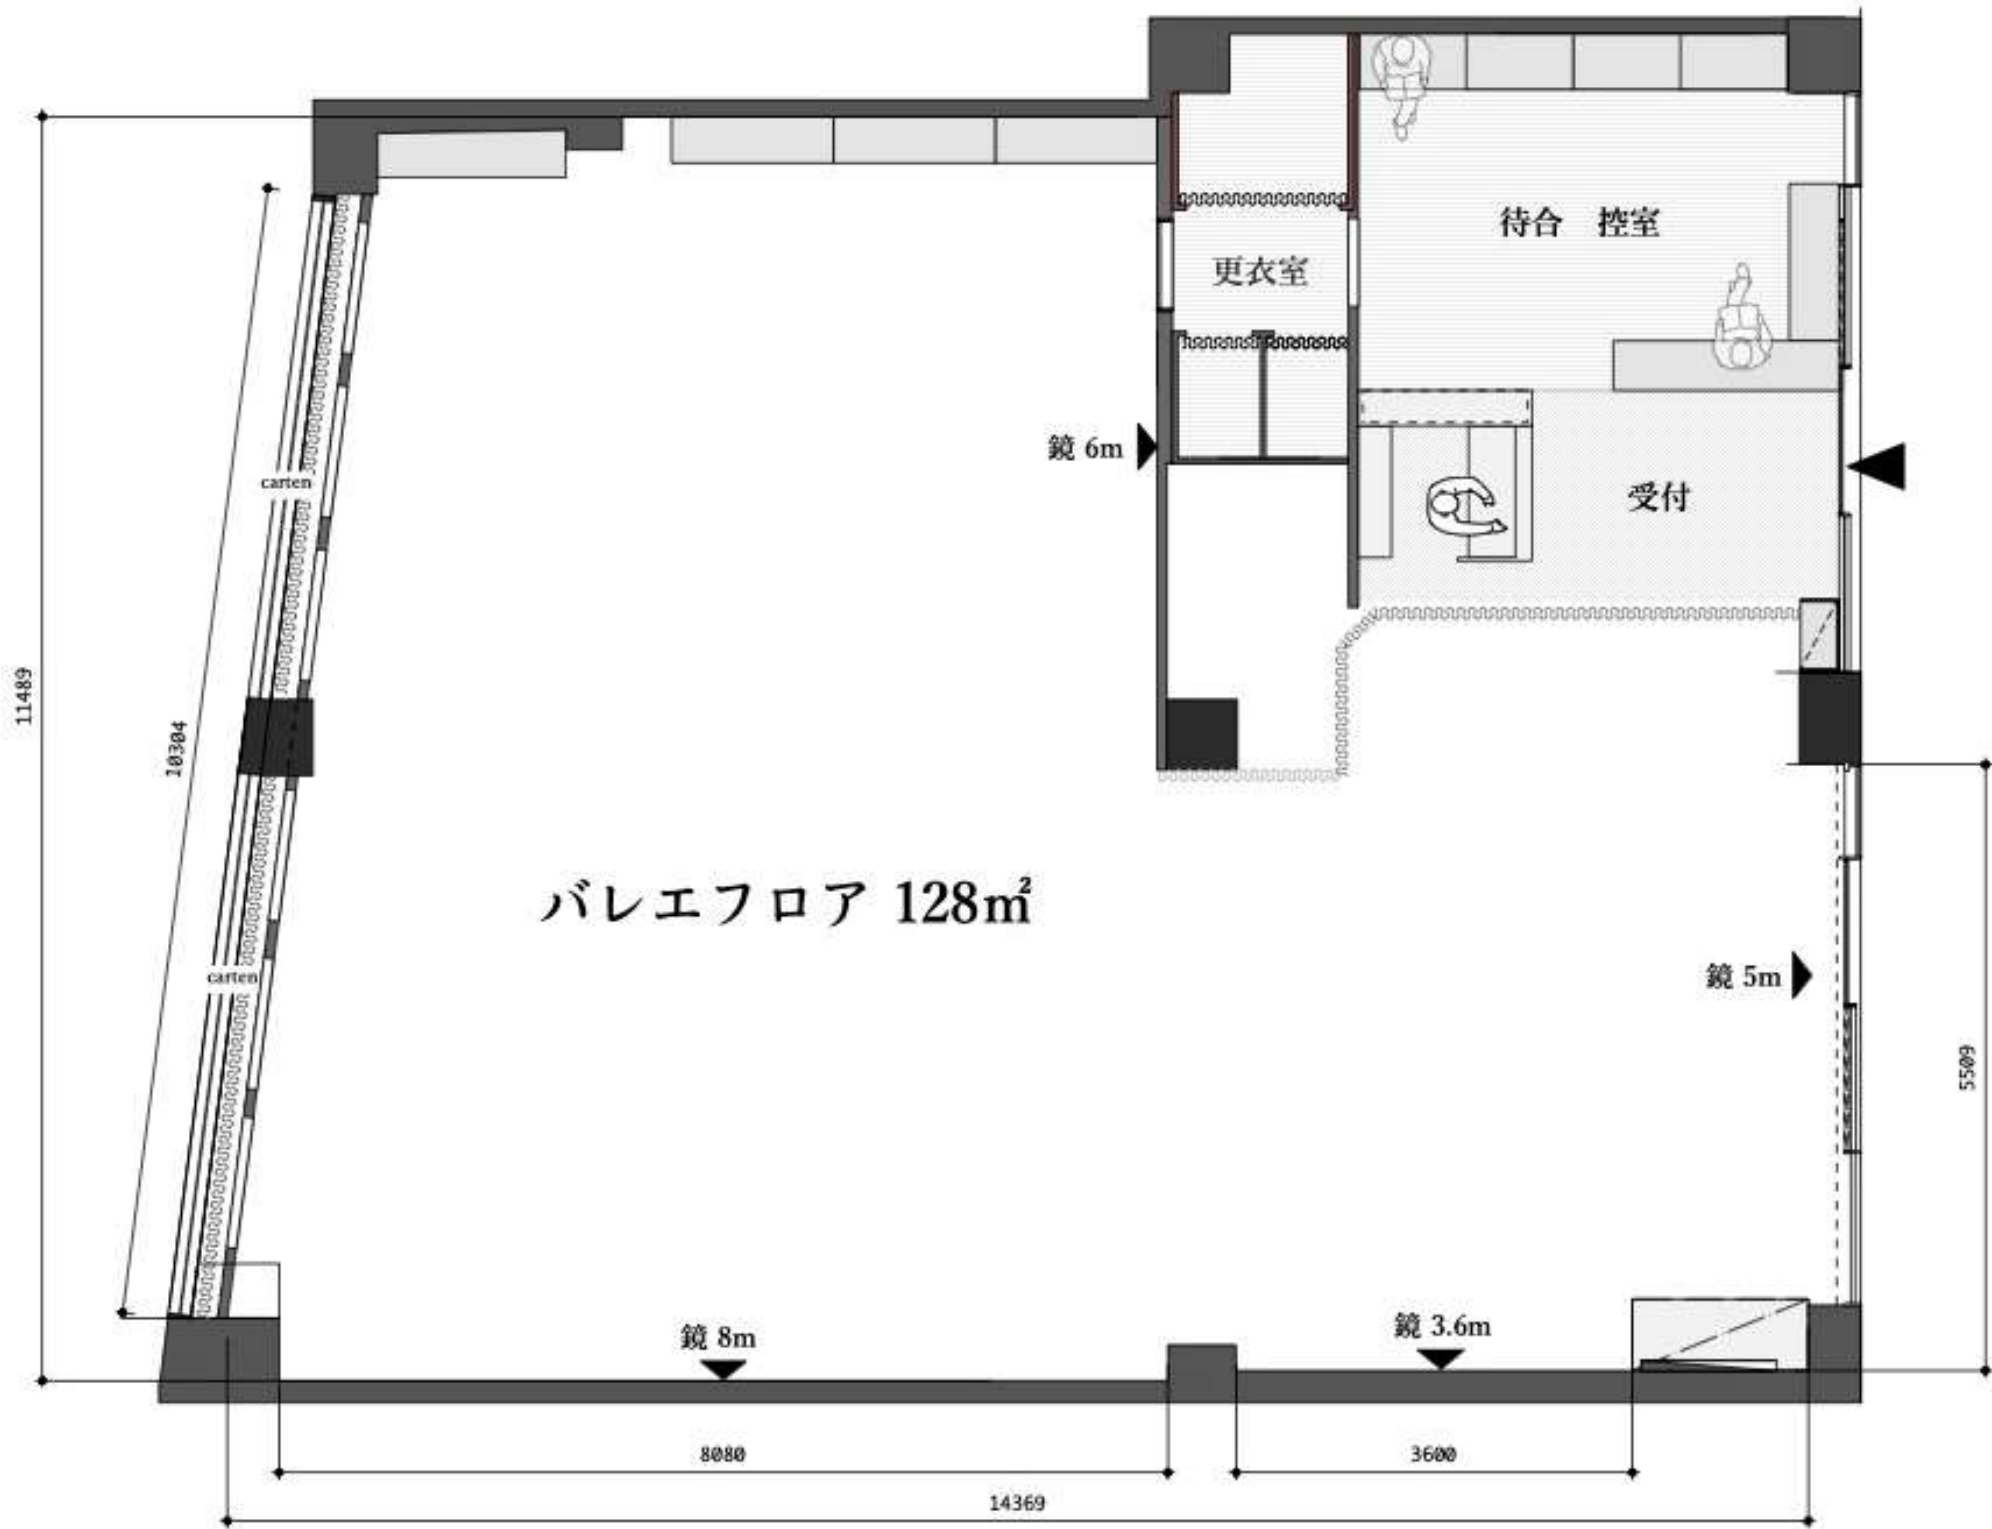 待合　控室
更衣室
鏡 6m
受付
carten
carten
11489
10304
バレエフロア 128㎡
鏡 5m
5509
鏡 8m
鏡 3.6m
8080
3600
14369